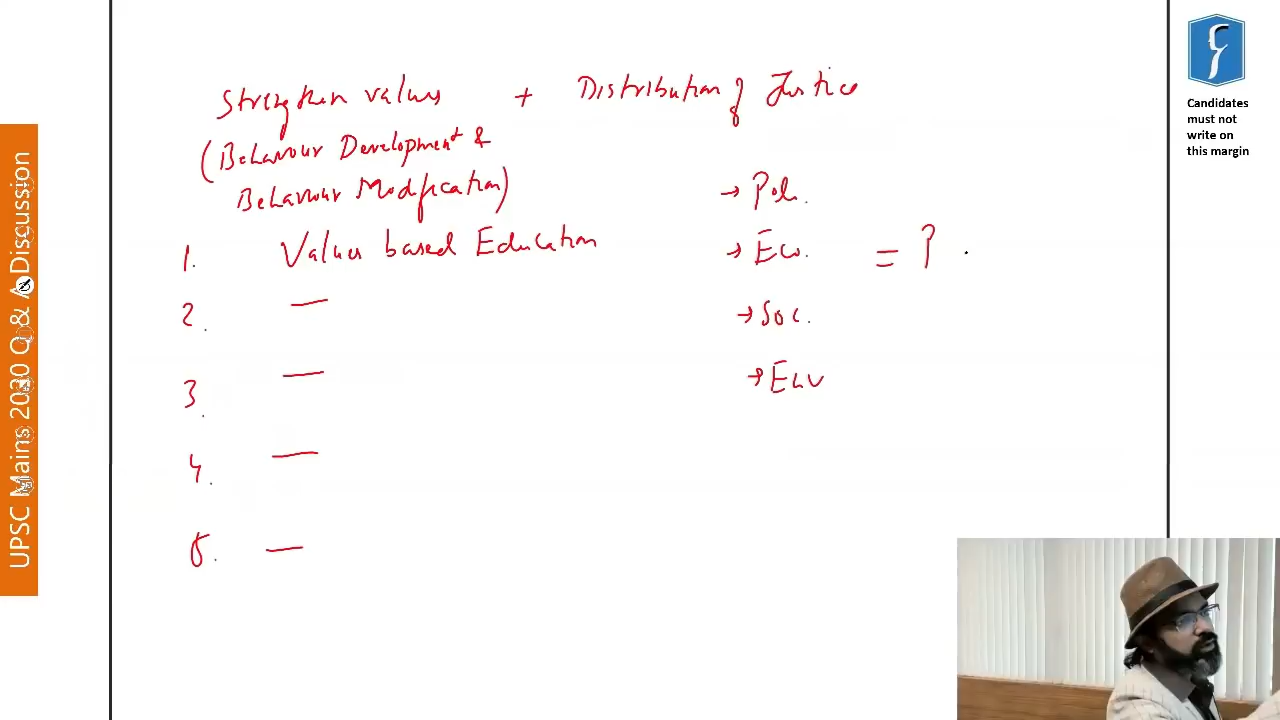 Strengthen values + Distribution of Justice
(Behaviour Development &
Behaviour Modification)
→ Pol.
1. Values based Education
→ Eco. = ?
2. —
→ Soc.
3. —
→ Env
4. —
5. —
UPSC Mains 2030 Q & A Discussion
Candidates
must not
write on
this margin